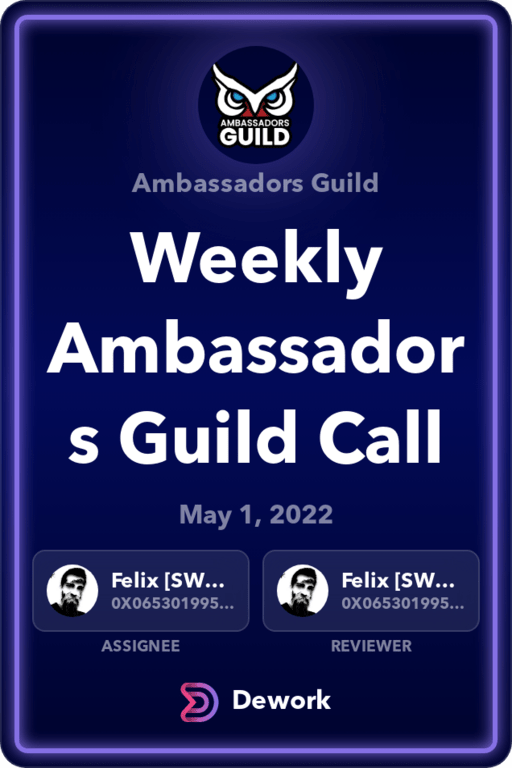 AMBASSADORS
GUILD
Ambassadors Guild
Weekly
Ambassador
s Guild Call
May 1, 2022
Felix [SW...
0X065301995...
Felix [SW...
0X065301995...
ASSIGNEE
REVIEWER
Dework